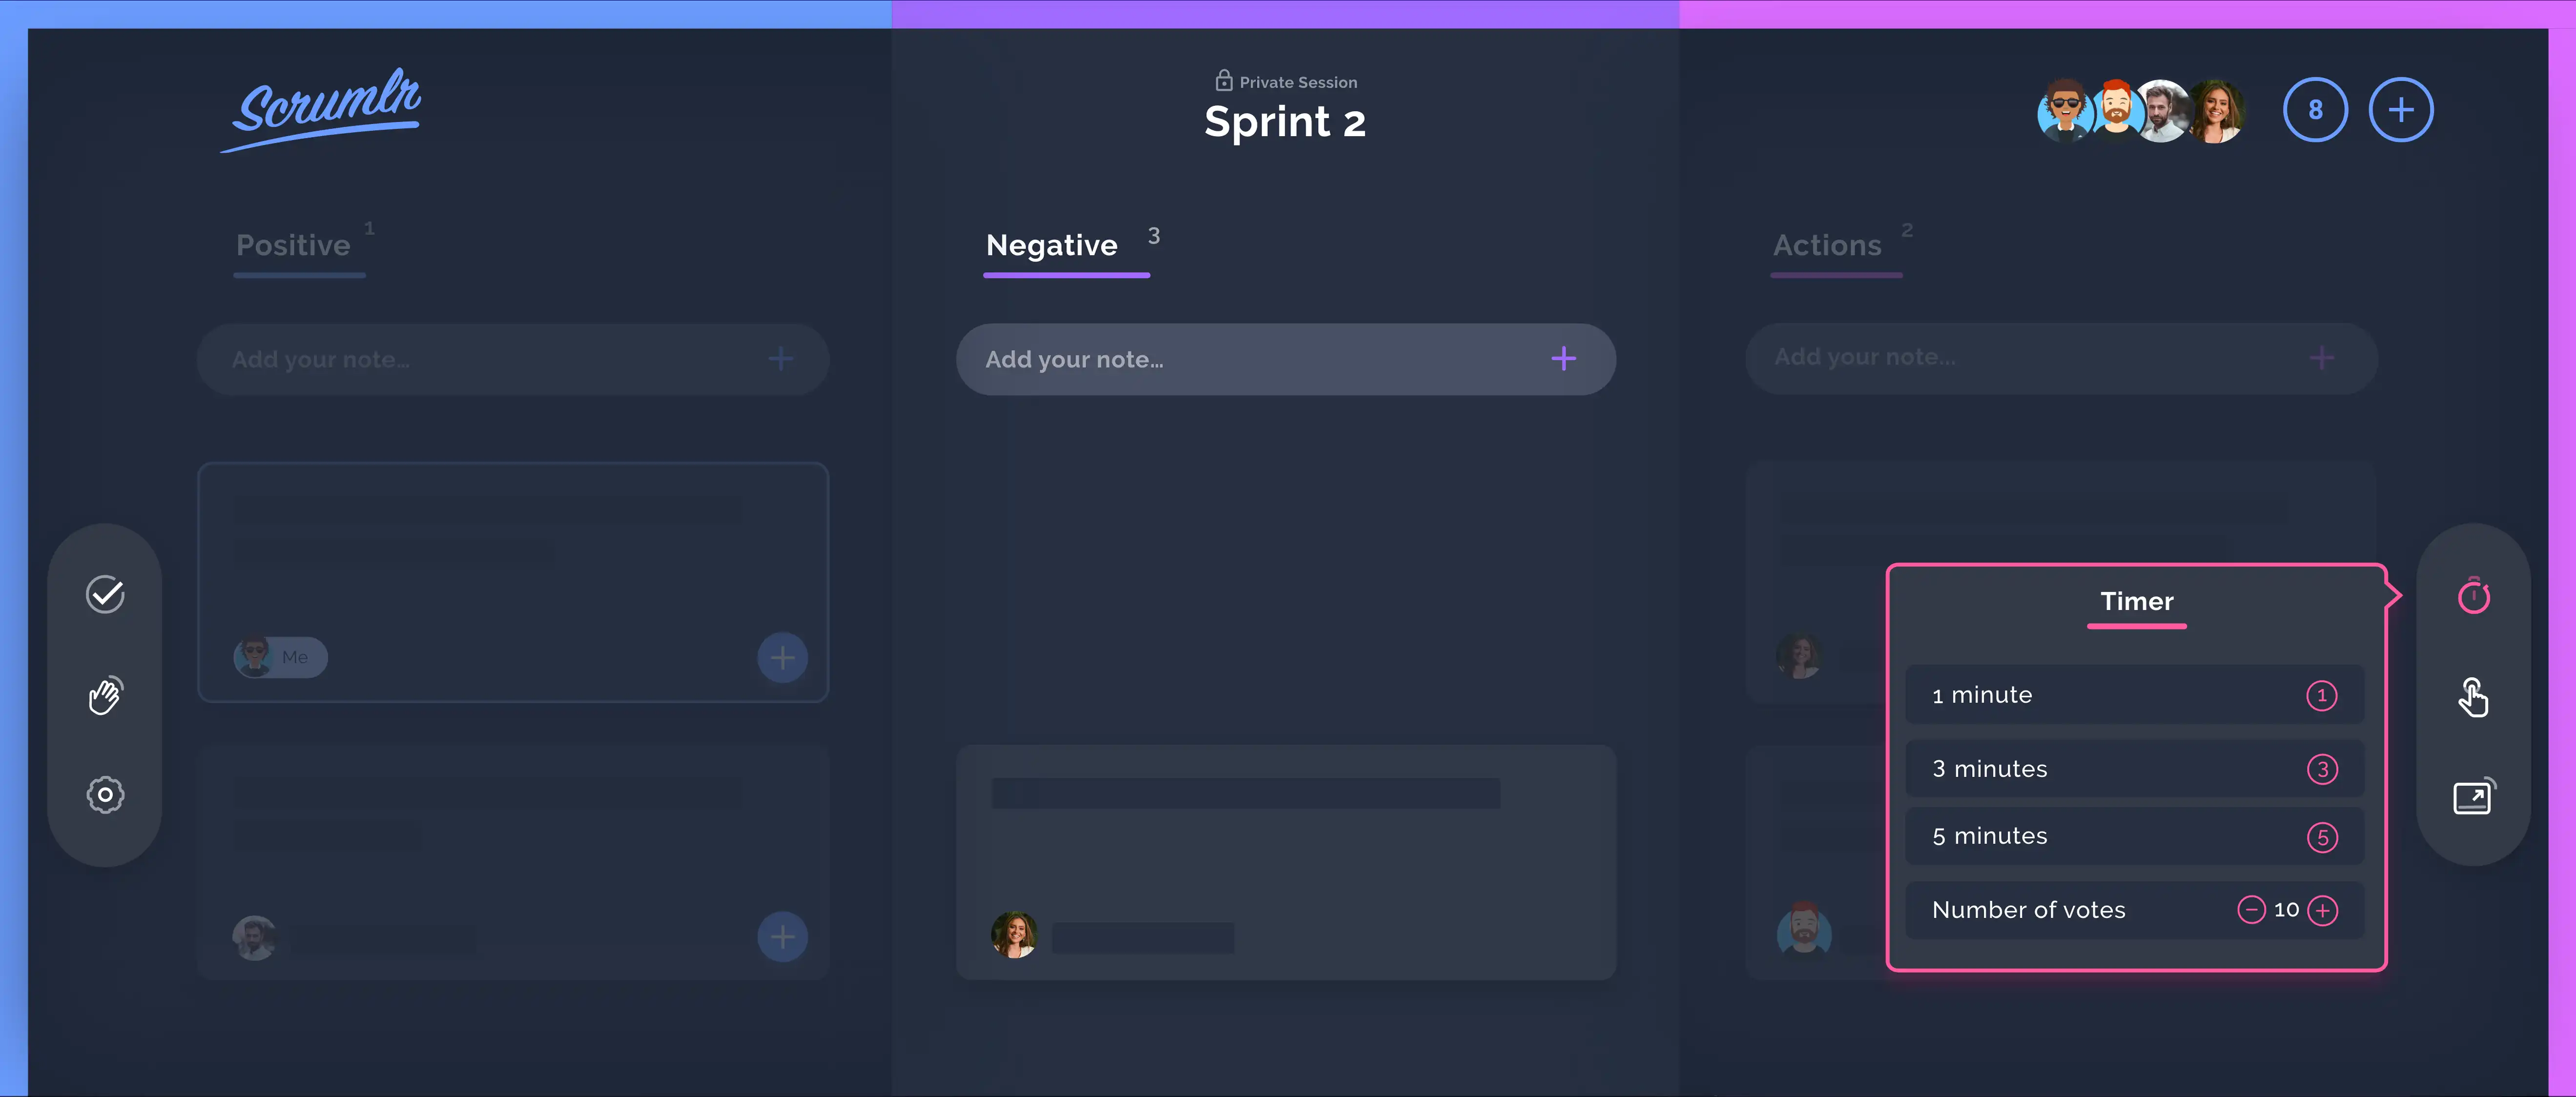 Scrumlr
Private Session
Sprint 2
8
Positive 1
Negative 3
Actions 2
Add your note...
Add your note...
Add your note...
Me
Timer
1 minute 1
3 minutes 3
5 minutes 5
Number of votes 10